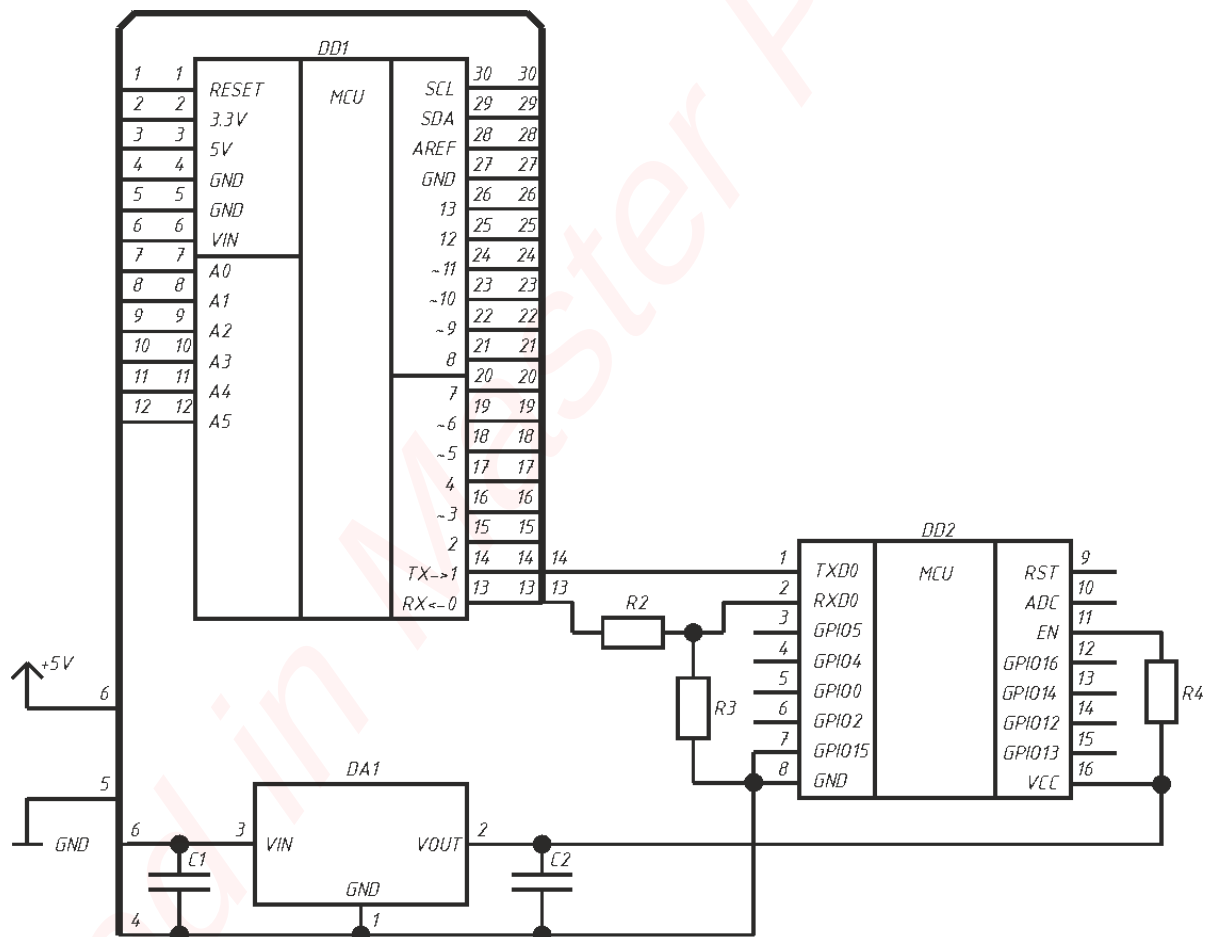 DD1
MCU
1 1 RESET
2 2 3.3V
3 3 5V
4 4 GND
5 5 GND
6 6 VIN
7 7 A0
8 8 A1
9 9 A2
10 10 A3
11 11 A4
12 12 A5
SCL 30 30
SDA 29 29
AREF 28 28
GND 27 27
13 26 26
12 25 25
~11 24 24
~10 23 23
~9 22 22
8 21 21
7 20 20
~6 19 19
~5 18 18
4 17 17
~3 16 16
2 15 15
TX->1 14 14 14
RX<-0 13 13 13
R2
R3
DD2
MCU
1 TXD0
2 RXD0
3 GPIO5
4 GPIO4
5 GPIO0
6 GPIO2
7 GPIO15
8 GND
RST 9
ADC 10
EN 11
GPIO16 12
GPIO14 13
GPIO12 14
GPIO13 15
VCC 16
R4
+5V
6
5
GND
DA1
6 3 VIN
VOUT 2
C1
C2
GND
4 1
ed in Master P